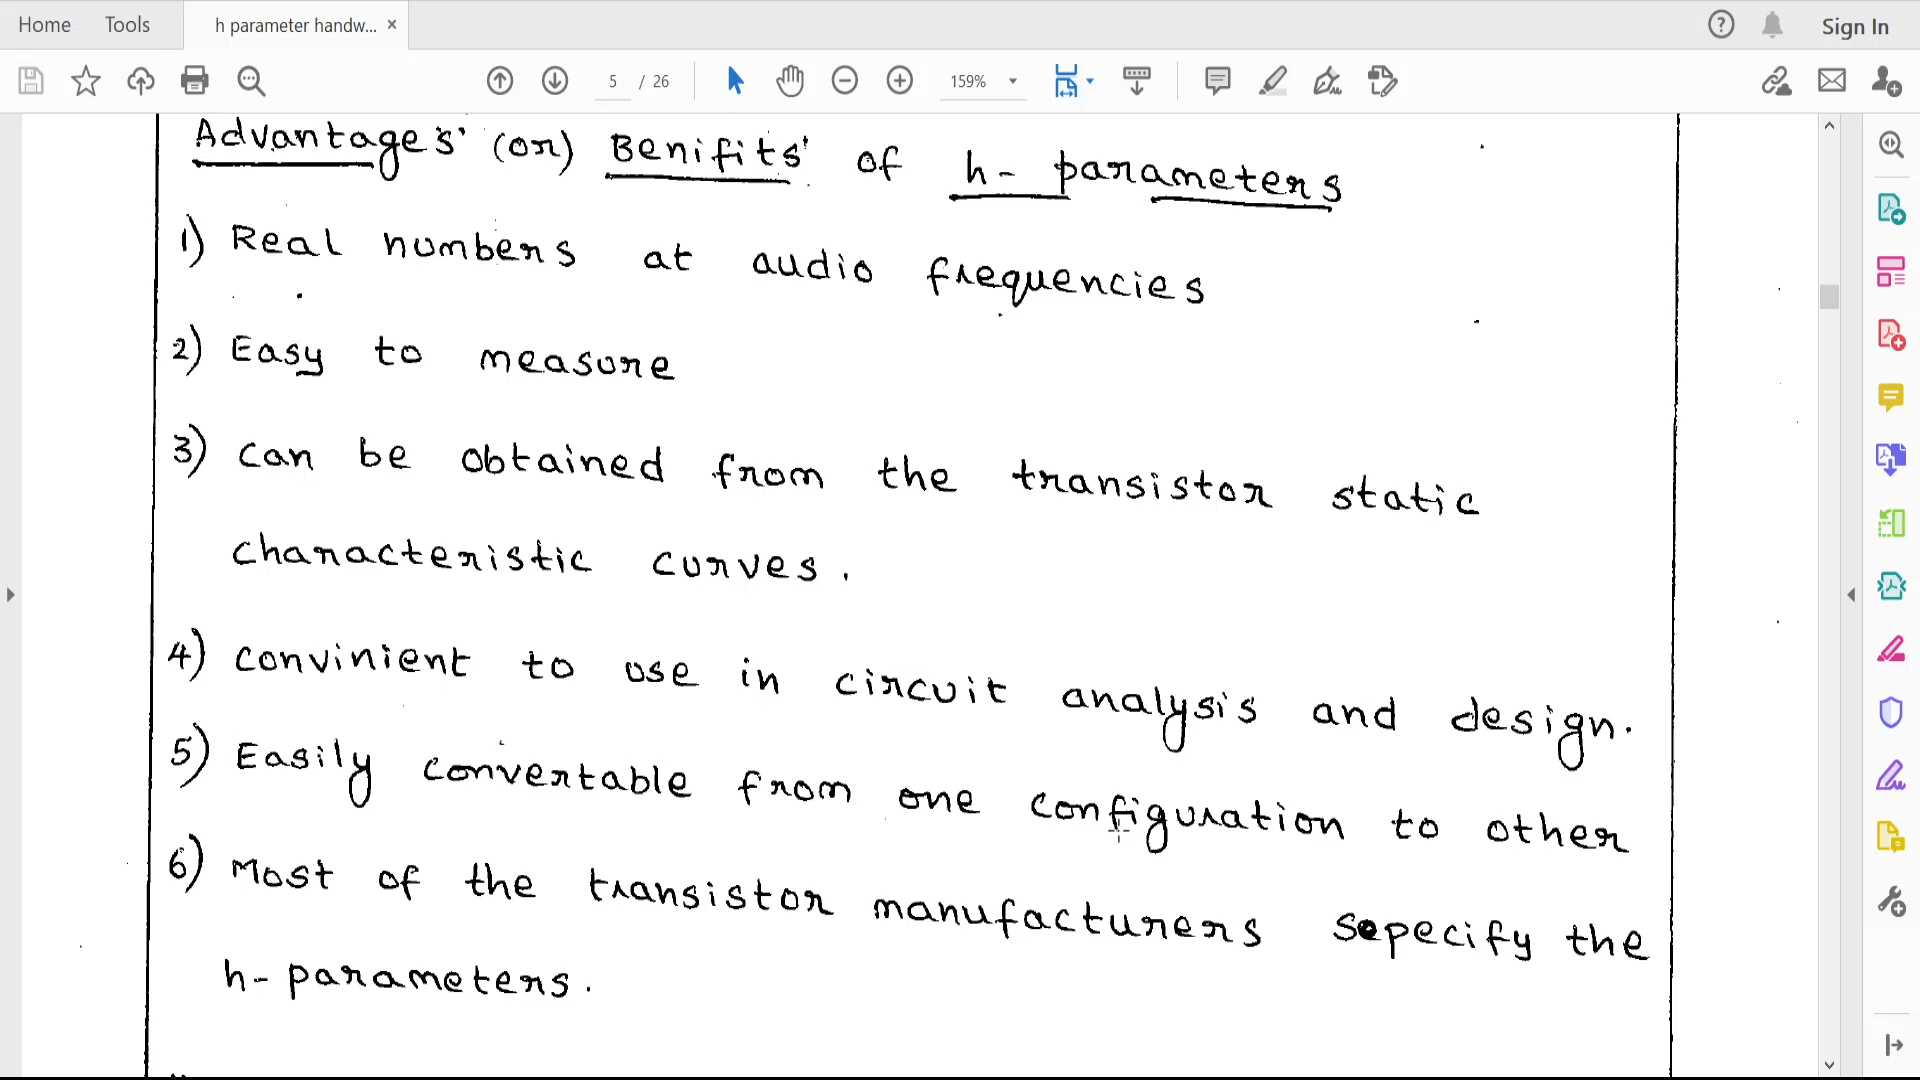 Home Tools h parameter handw... × Sign In
5 / 26 159%
Advantages (or) Benifits of h-parameters
1) Real numbers at audio frequencies
2) Easy to measure
3) can be obtained from the transistor static
characteristic curves.
4) convinient to use in circuit analysis and design.
5) Easily convertable from one configuration to other
6) Most of the transistor manufacturers sepecify the
h-parameters.